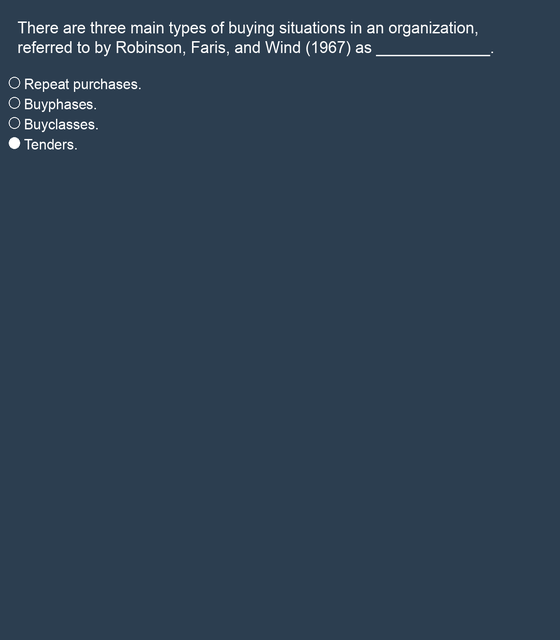 There are three main types of buying situations in an organization,
referred to by Robinson, Faris, and Wind (1967) as _______________.
Repeat purchases.
Buyphases.
Buyclasses.
Tenders.